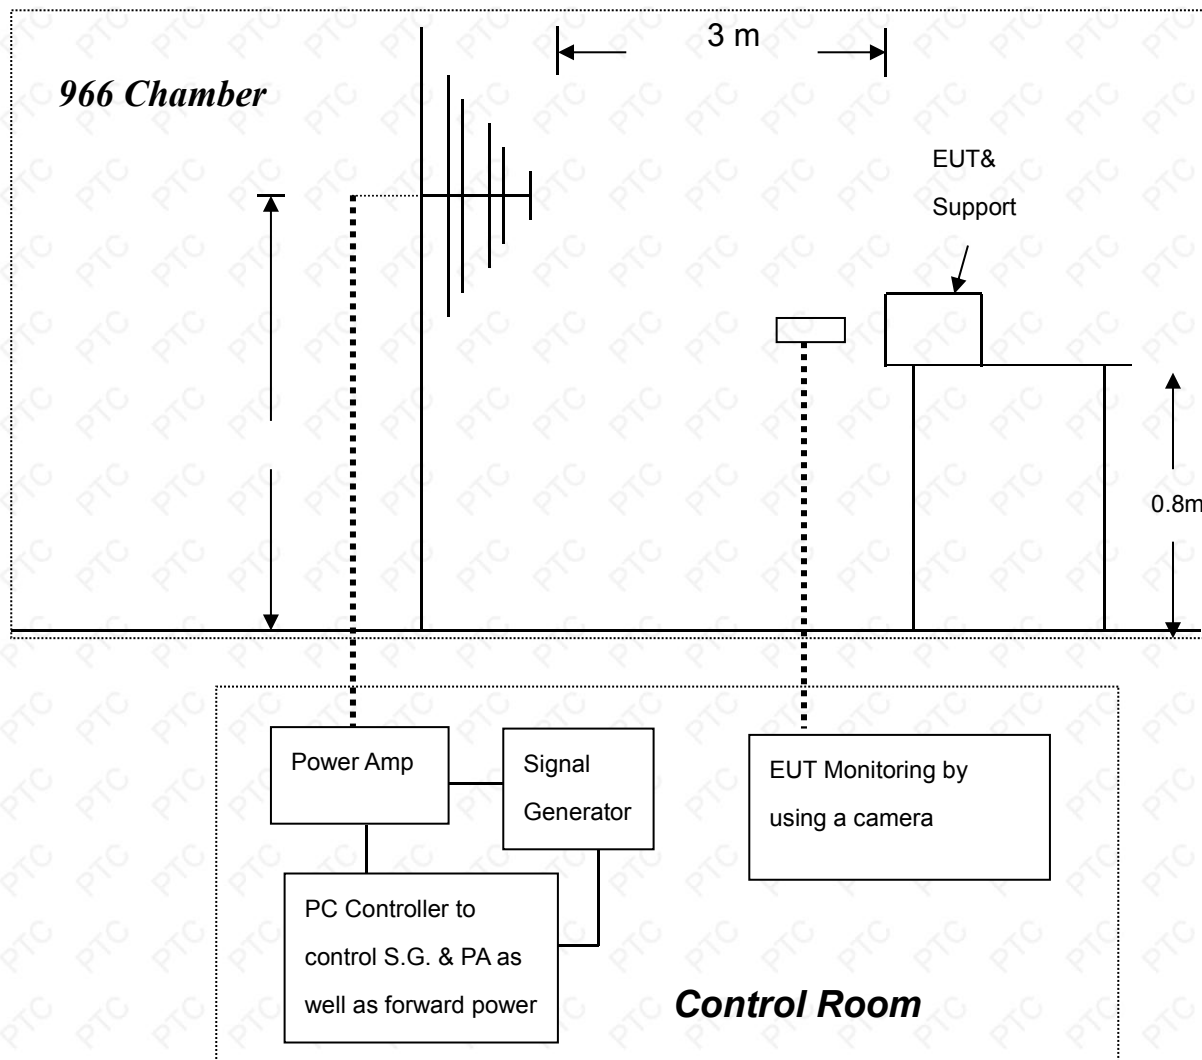 3 m
966 Chamber
EUT&
Support
0.8m
Power Amp
Signal
Generator
EUT Monitoring by
using a camera
PC Controller to
control S.G. & PA as
well as forward power
Control Room
PTC